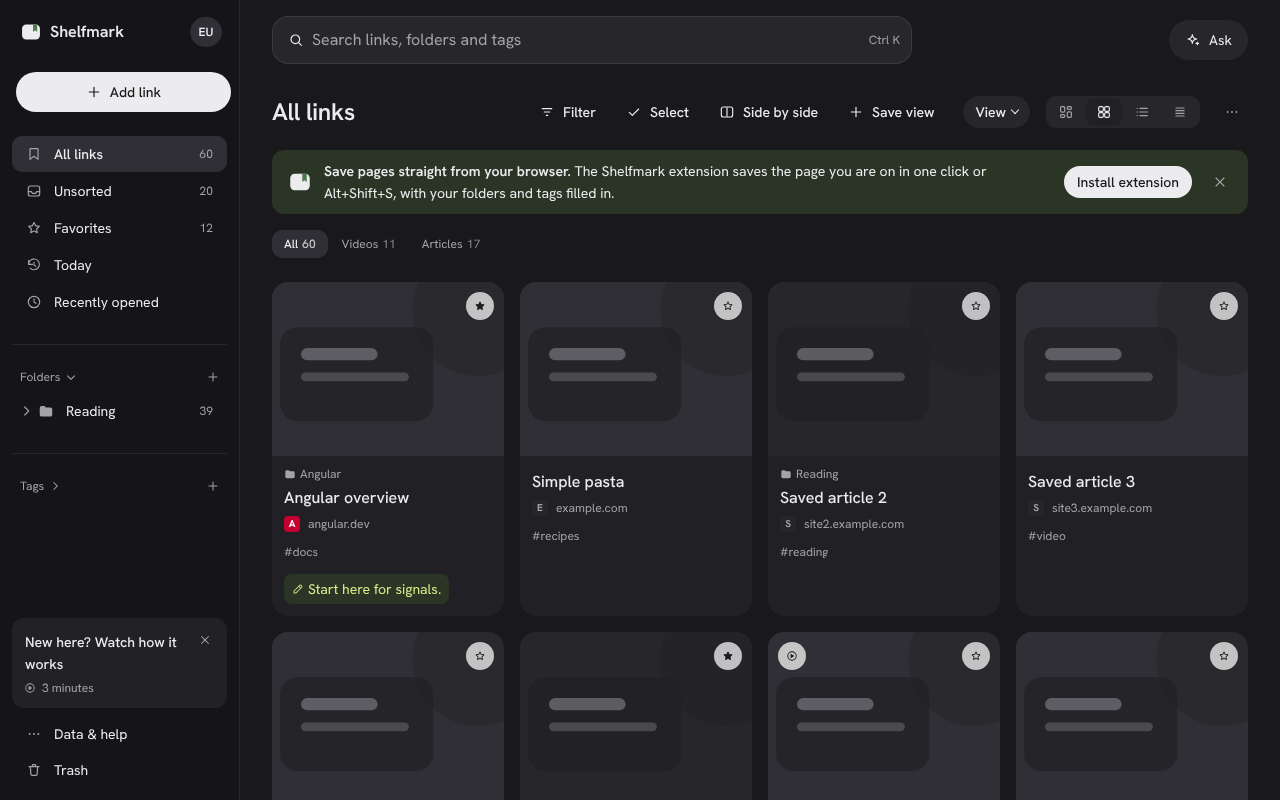 Shelfmark
EU
Add link
All links 60
Unsorted 20
Favorites 12
Today
Recently opened
Folders
Reading 39
Tags
New here? Watch how it
works
3 minutes
Data & help
Trash
Search links, folders and tags
Ctrl K
Ask
All links
Filter
Select
Side by side
Save view
View
Save pages straight from your browser. The Shelfmark extension saves the page you are on in one click or
Alt+Shift+S, with your folders and tags filled in.
Install extension
All 60
Videos 11
Articles 17
Angular
Angular overview
A angular.dev
#docs
Start here for signals.
Simple pasta
E example.com
#recipes
Reading
Saved article 2
S site2.example.com
#reading
Saved article 3
S site3.example.com
#video